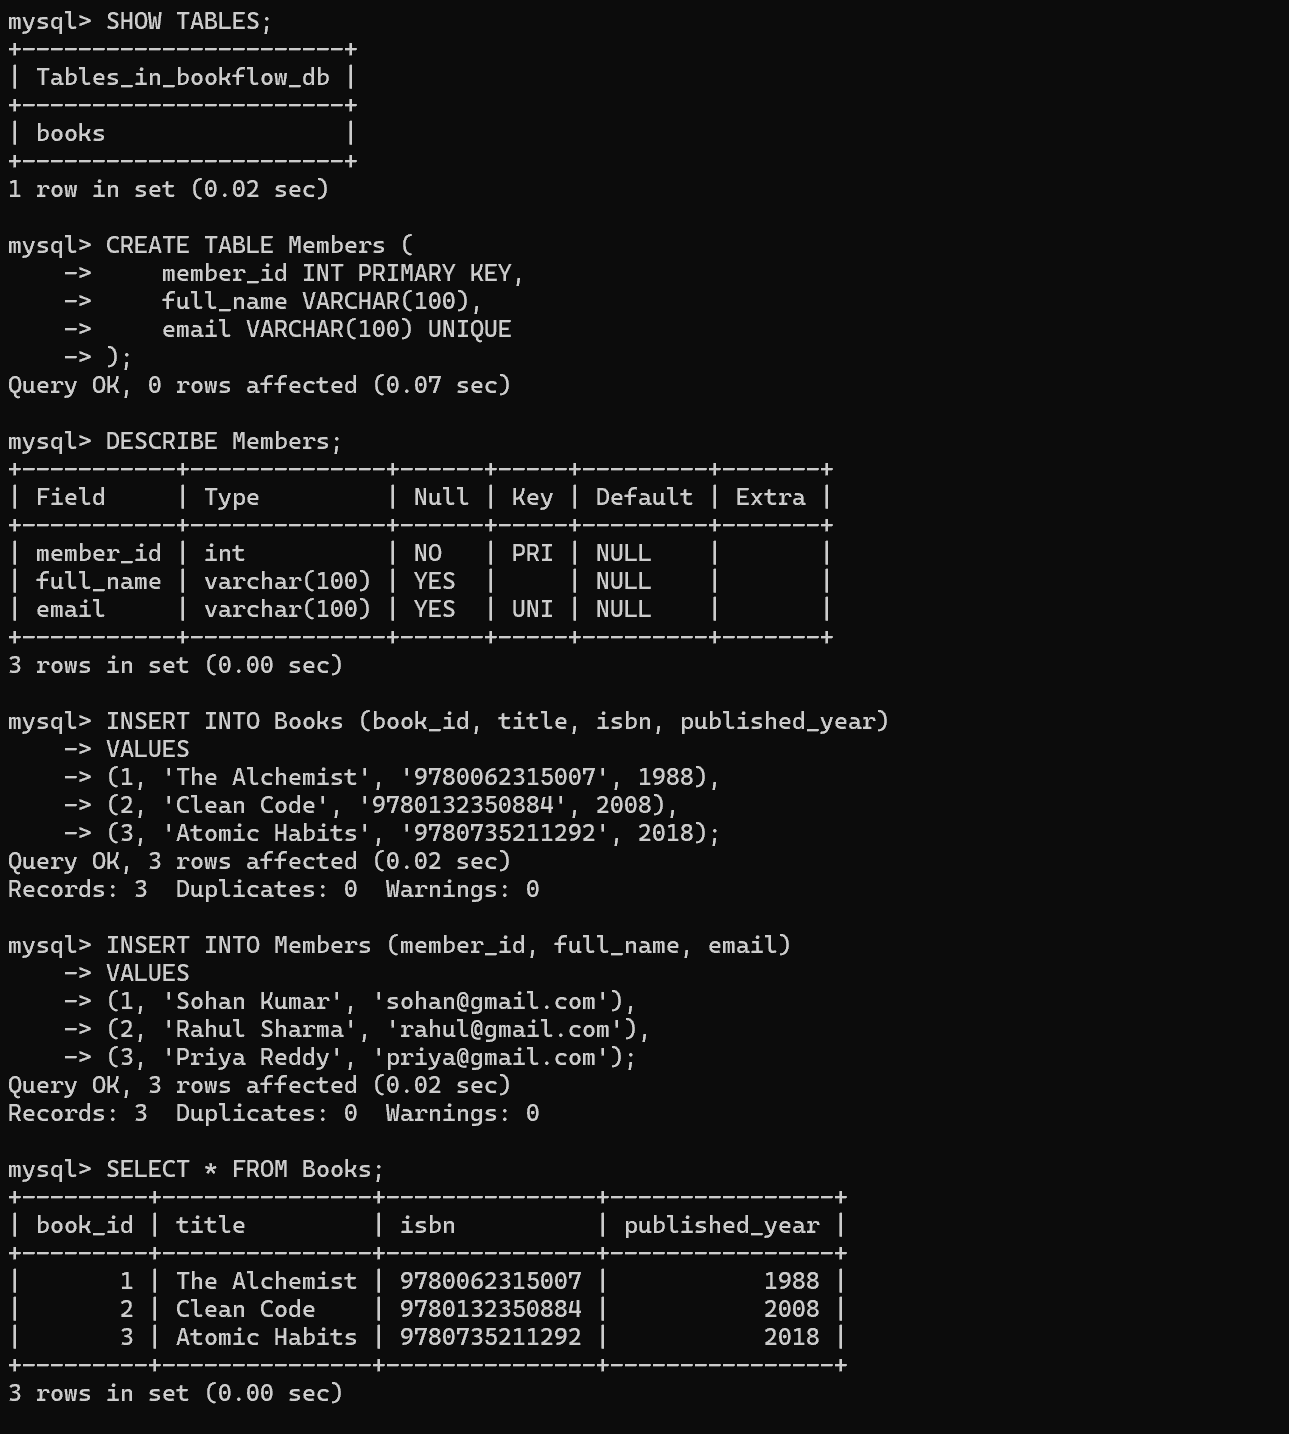 mysql> SHOW TABLES;
+-----------------------+
| Tables_in_bookflow_db |
+-----------------------+
| books                 |
+-----------------------+
1 row in set (0.02 sec)

mysql> CREATE TABLE Members (
    ->     member_id INT PRIMARY KEY,
    ->     full_name VARCHAR(100),
    ->     email VARCHAR(100) UNIQUE
    -> );
Query OK, 0 rows affected (0.07 sec)

mysql> DESCRIBE Members;
+-----------+--------------+------+-----+---------+-------+
| Field     | Type         | Null | Key | Default | Extra |
+-----------+--------------+------+-----+---------+-------+
| member_id | int          | NO   | PRI | NULL    |       |
| full_name | varchar(100) | YES  |     | NULL    |       |
| email     | varchar(100) | YES  | UNI | NULL    |       |
+-----------+--------------+------+-----+---------+-------+
3 rows in set (0.00 sec)

mysql> INSERT INTO Books (book_id, title, isbn, published_year)
    -> VALUES
    -> (1, 'The Alchemist', '9780062315007', 1988),
    -> (2, 'Clean Code', '9780132350884', 2008),
    -> (3, 'Atomic Habits', '9780735211292', 2018);
Query OK, 3 rows affected (0.02 sec)
Records: 3  Duplicates: 0  Warnings: 0

mysql> INSERT INTO Members (member_id, full_name, email)
    -> VALUES
    -> (1, 'Sohan Kumar', 'sohan@gmail.com'),
    -> (2, 'Rahul Sharma', 'rahul@gmail.com'),
    -> (3, 'Priya Reddy', 'priya@gmail.com');
Query OK, 3 rows affected (0.02 sec)
Records: 3  Duplicates: 0  Warnings: 0

mysql> SELECT * FROM Books;
+---------+---------------+---------------+----------------+
| book_id | title         | isbn          | published_year |
+---------+---------------+---------------+----------------+
|       1 | The Alchemist | 9780062315007 |           1988 |
|       2 | Clean Code    | 9780132350884 |           2008 |
|       3 | Atomic Habits | 9780735211292 |           2018 |
+---------+---------------+---------------+----------------+
3 rows in set (0.00 sec)